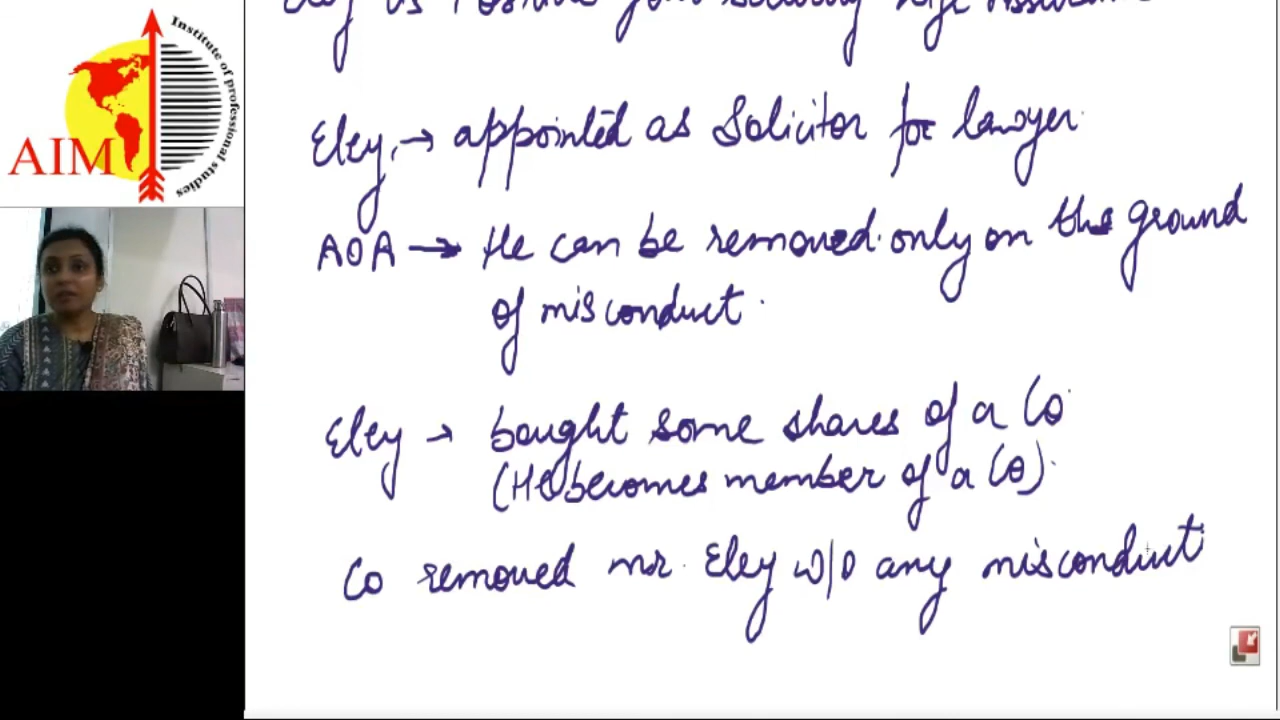 AIM
Institute of professional studies
Eley, → appointed as Solicitor for lawyer.
AOA → He can be removed only on the ground
of misconduct.
Eley → bought some shares of a Co
(He becomes member of a Co).
Co removed mr. Eley w/o any misconduct